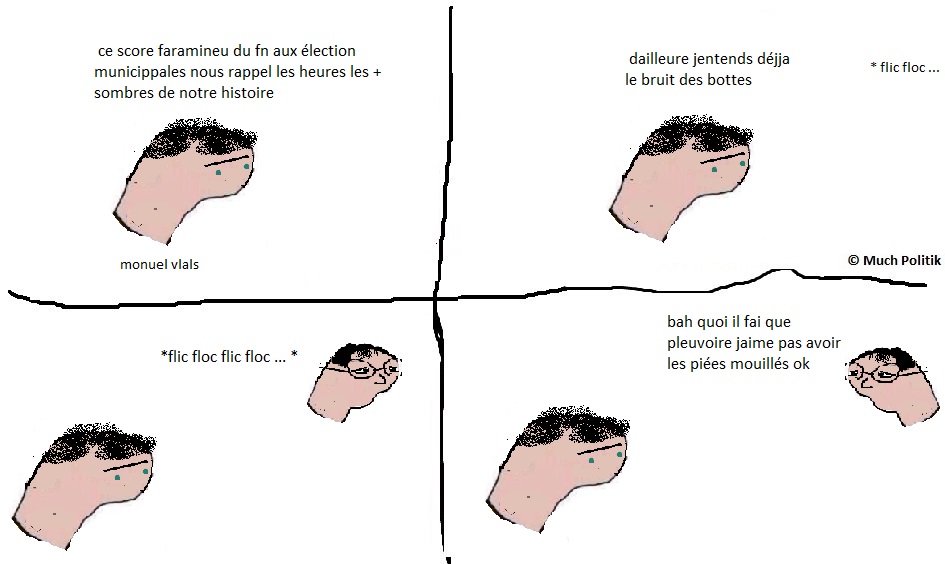 ce score faramineu du fn aux élection
municippales nous rappel les heures les +
sombres de notre histoire
monuel vlals
dailleure jentends déjja
le bruit des bottes
* flic floc ...
© Much Politik
*flic floc flic floc ... *
bah quoi il fai que
pleuvoire jaime pas avoir
les piées mouillés ok